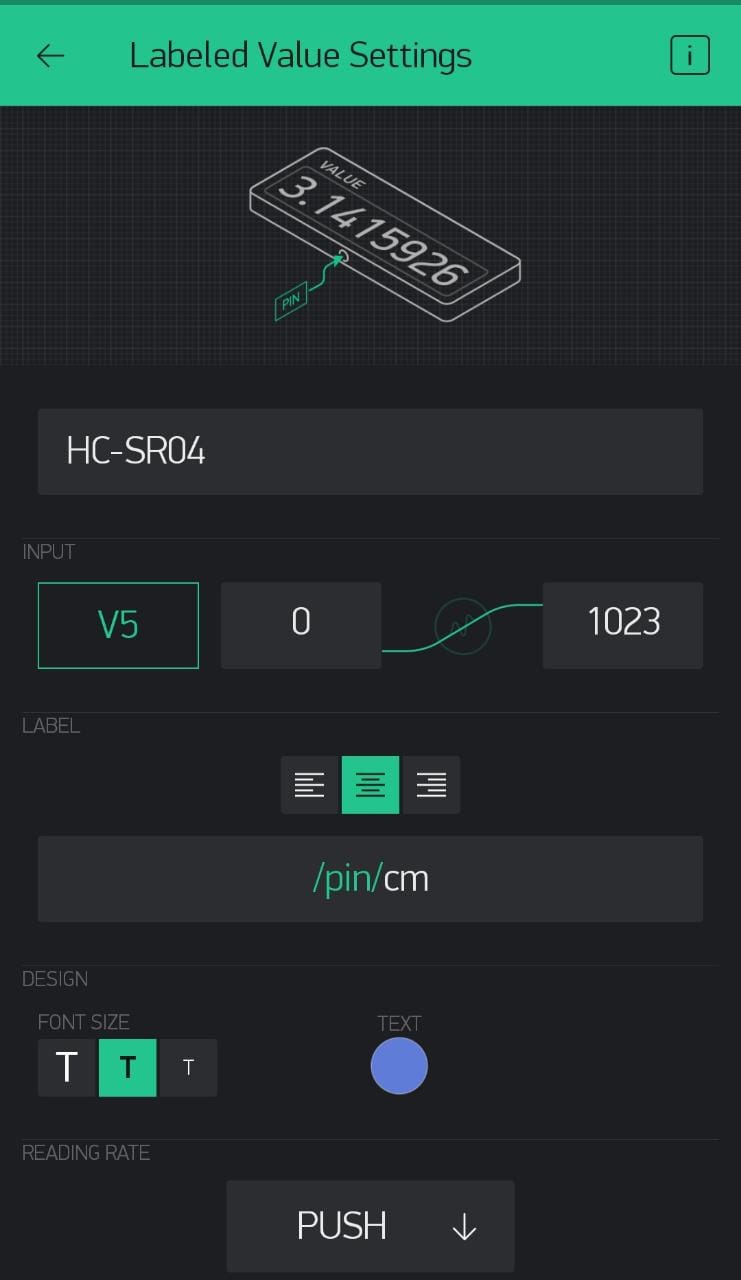 Labeled Value Settings
i
VALUE
3.1415926
PIN
HC-SR04
INPUT
V5 0 1023
LABEL
/pin/cm
DESIGN
FONT SIZE TEXT
T T T
READING RATE
PUSH